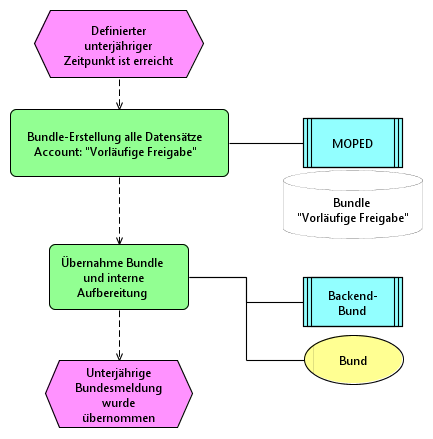 Definierter
unterjähriger
Zeitpunkt ist erreicht
Bundle-Erstellung alle Datensätze
Account: "Vorläufige Freigabe"
MOPED
Bundle
"Vorläufige Freigabe"
Übernahme Bundle
und interne
Aufbereitung
Backend-
Bund
Bund
Unterjährige
Bundesmeldung
wurde
übernommen